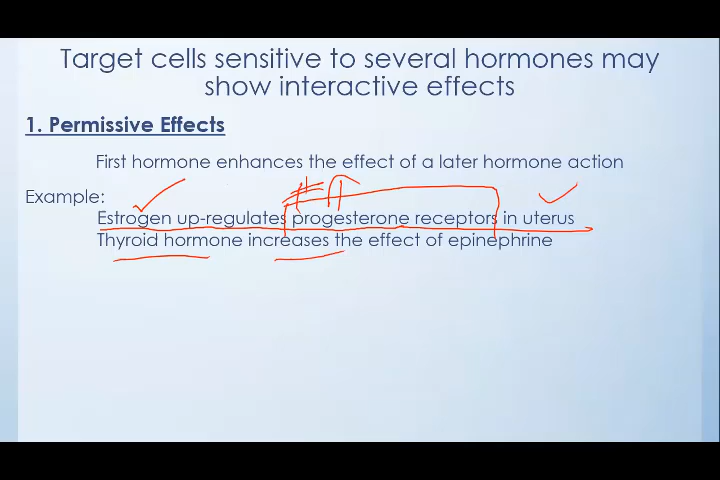 Target cells sensitive to several hormones may
show interactive effects
1. Permissive Effects
First hormone enhances the effect of a later hormone action
Example:
Estrogen up-regulates progesterone receptors in uterus
Thyroid hormone increases the effect of epinephrine